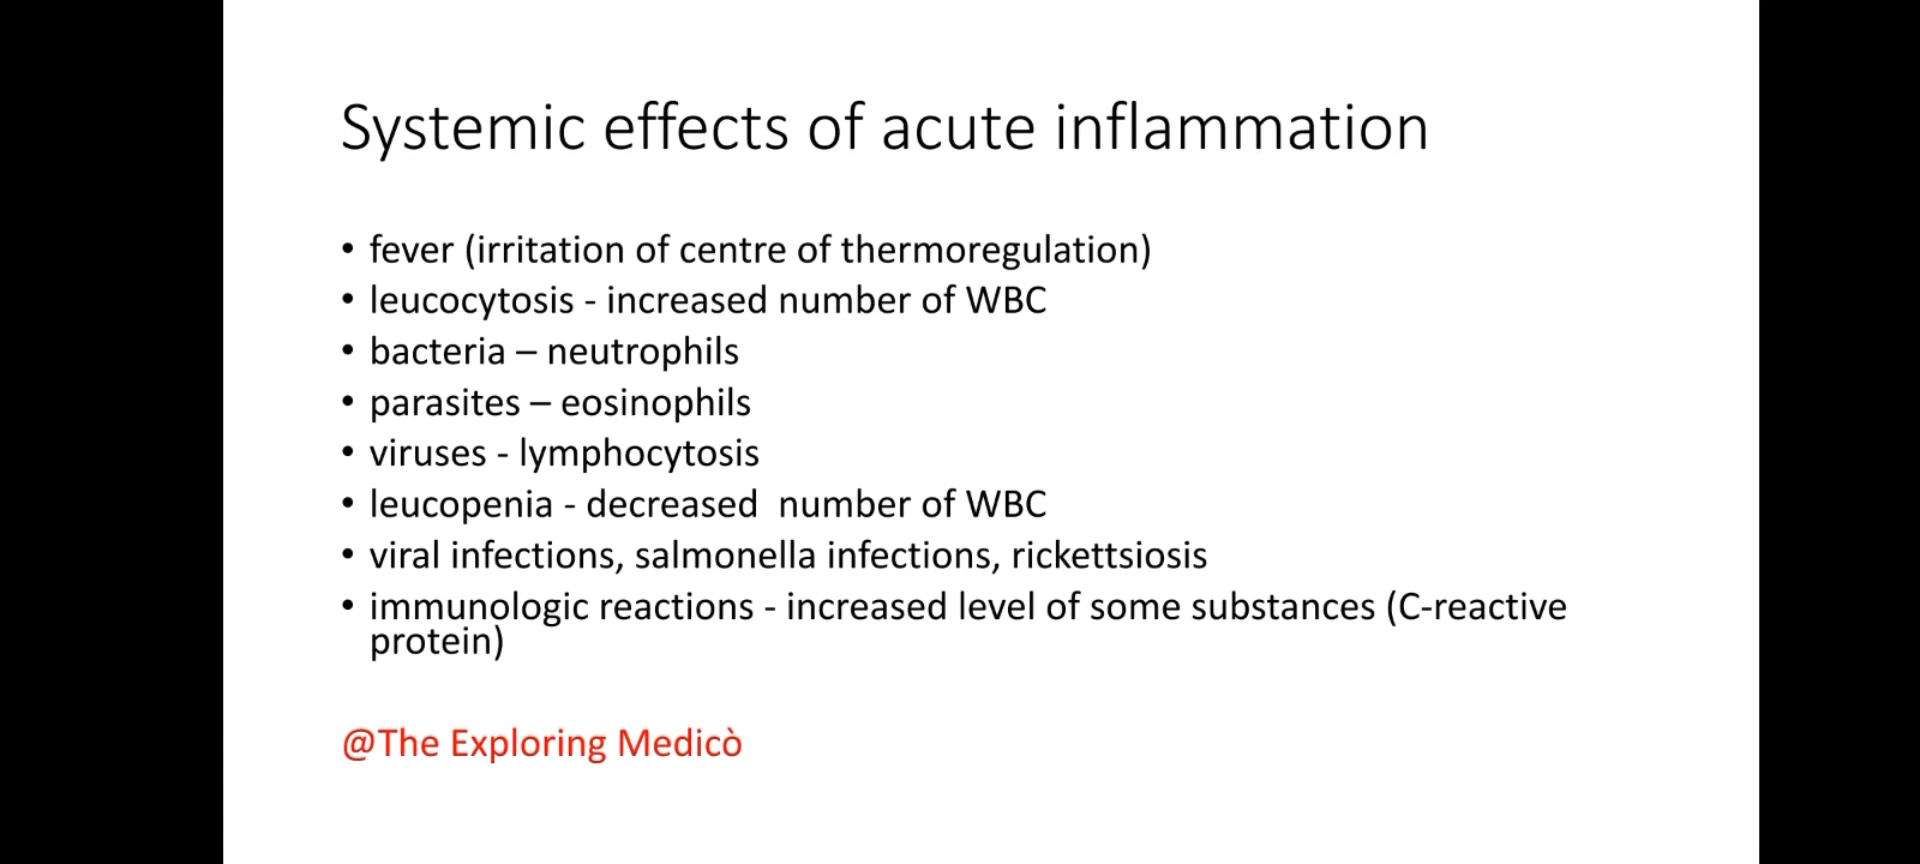 Systemic effects of acute inflammation
• fever (irritation of centre of thermoregulation)
• leucocytosis - increased number of WBC
• bacteria – neutrophils
• parasites – eosinophils
• viruses - lymphocytosis
• leucopenia - decreased  number of WBC
• viral infections, salmonella infections, rickettsiosis
• immunologic reactions - increased level of some substances (C-reactive
protein)
@The Exploring Medicò